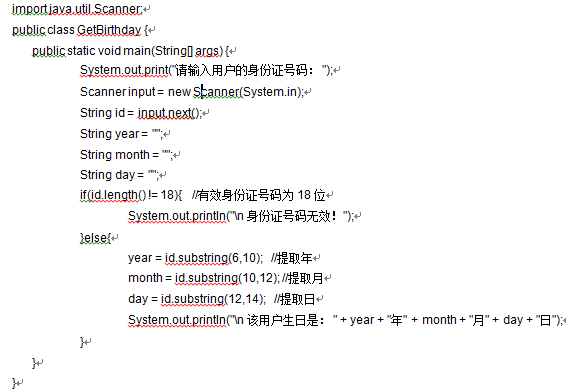 import java.util.Scanner;
public class GetBirthday {
public static void main(String[] args) {
System.out.print("请输入用户的身份证号码：");
Scanner input = new Scanner(System.in);
String id = input.next();
String year = "";
String month = "";
String day = "";
if(id.length() != 18){ //有效身份证号码为 18 位
System.out.println("\n 身份证号码无效！");
}else{
year = id.substring(6,10); //提取年
month = id.substring(10,12); //提取月
day = id.substring(12,14); //提取日
System.out.println("\n 该用户生日是：" + year + "年" + month + "月" + day + "日");
}
}
}